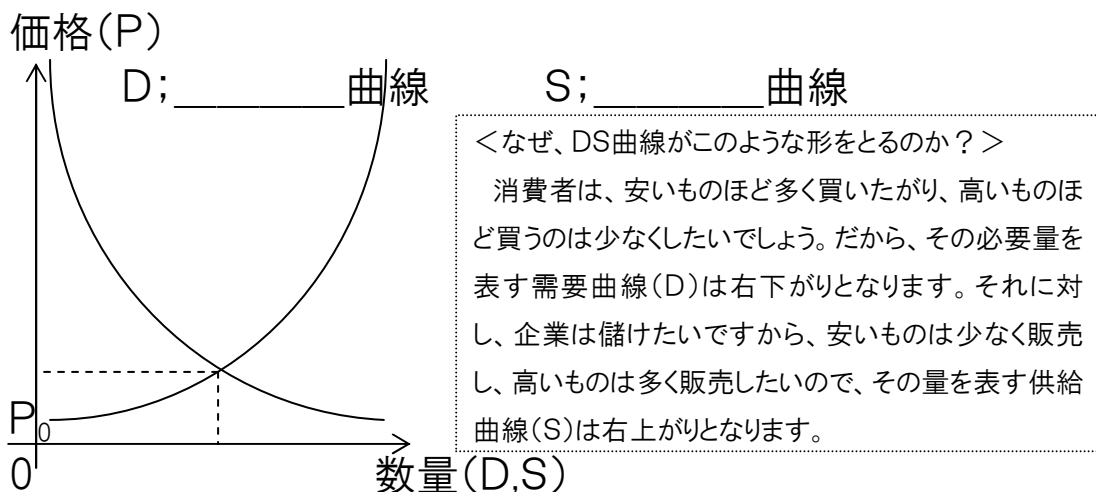 価格(P)
D;________曲線 S;________曲線
<なぜ、DS曲線がこのような形をとるのか?>
消費者は、安いものほど多く買いたがり、高いものほ
ど買うのは少なくしたいでしょう。だから、その必要量を
表す需要曲線(D)は右下がりとなります。それに対
し、企業は儲けたいですから、安いものは少なく販売
し、高いものは多く販売したいので、その量を表す供給
曲線(S)は右上がりとなります。
P0
0
数量(D,S)